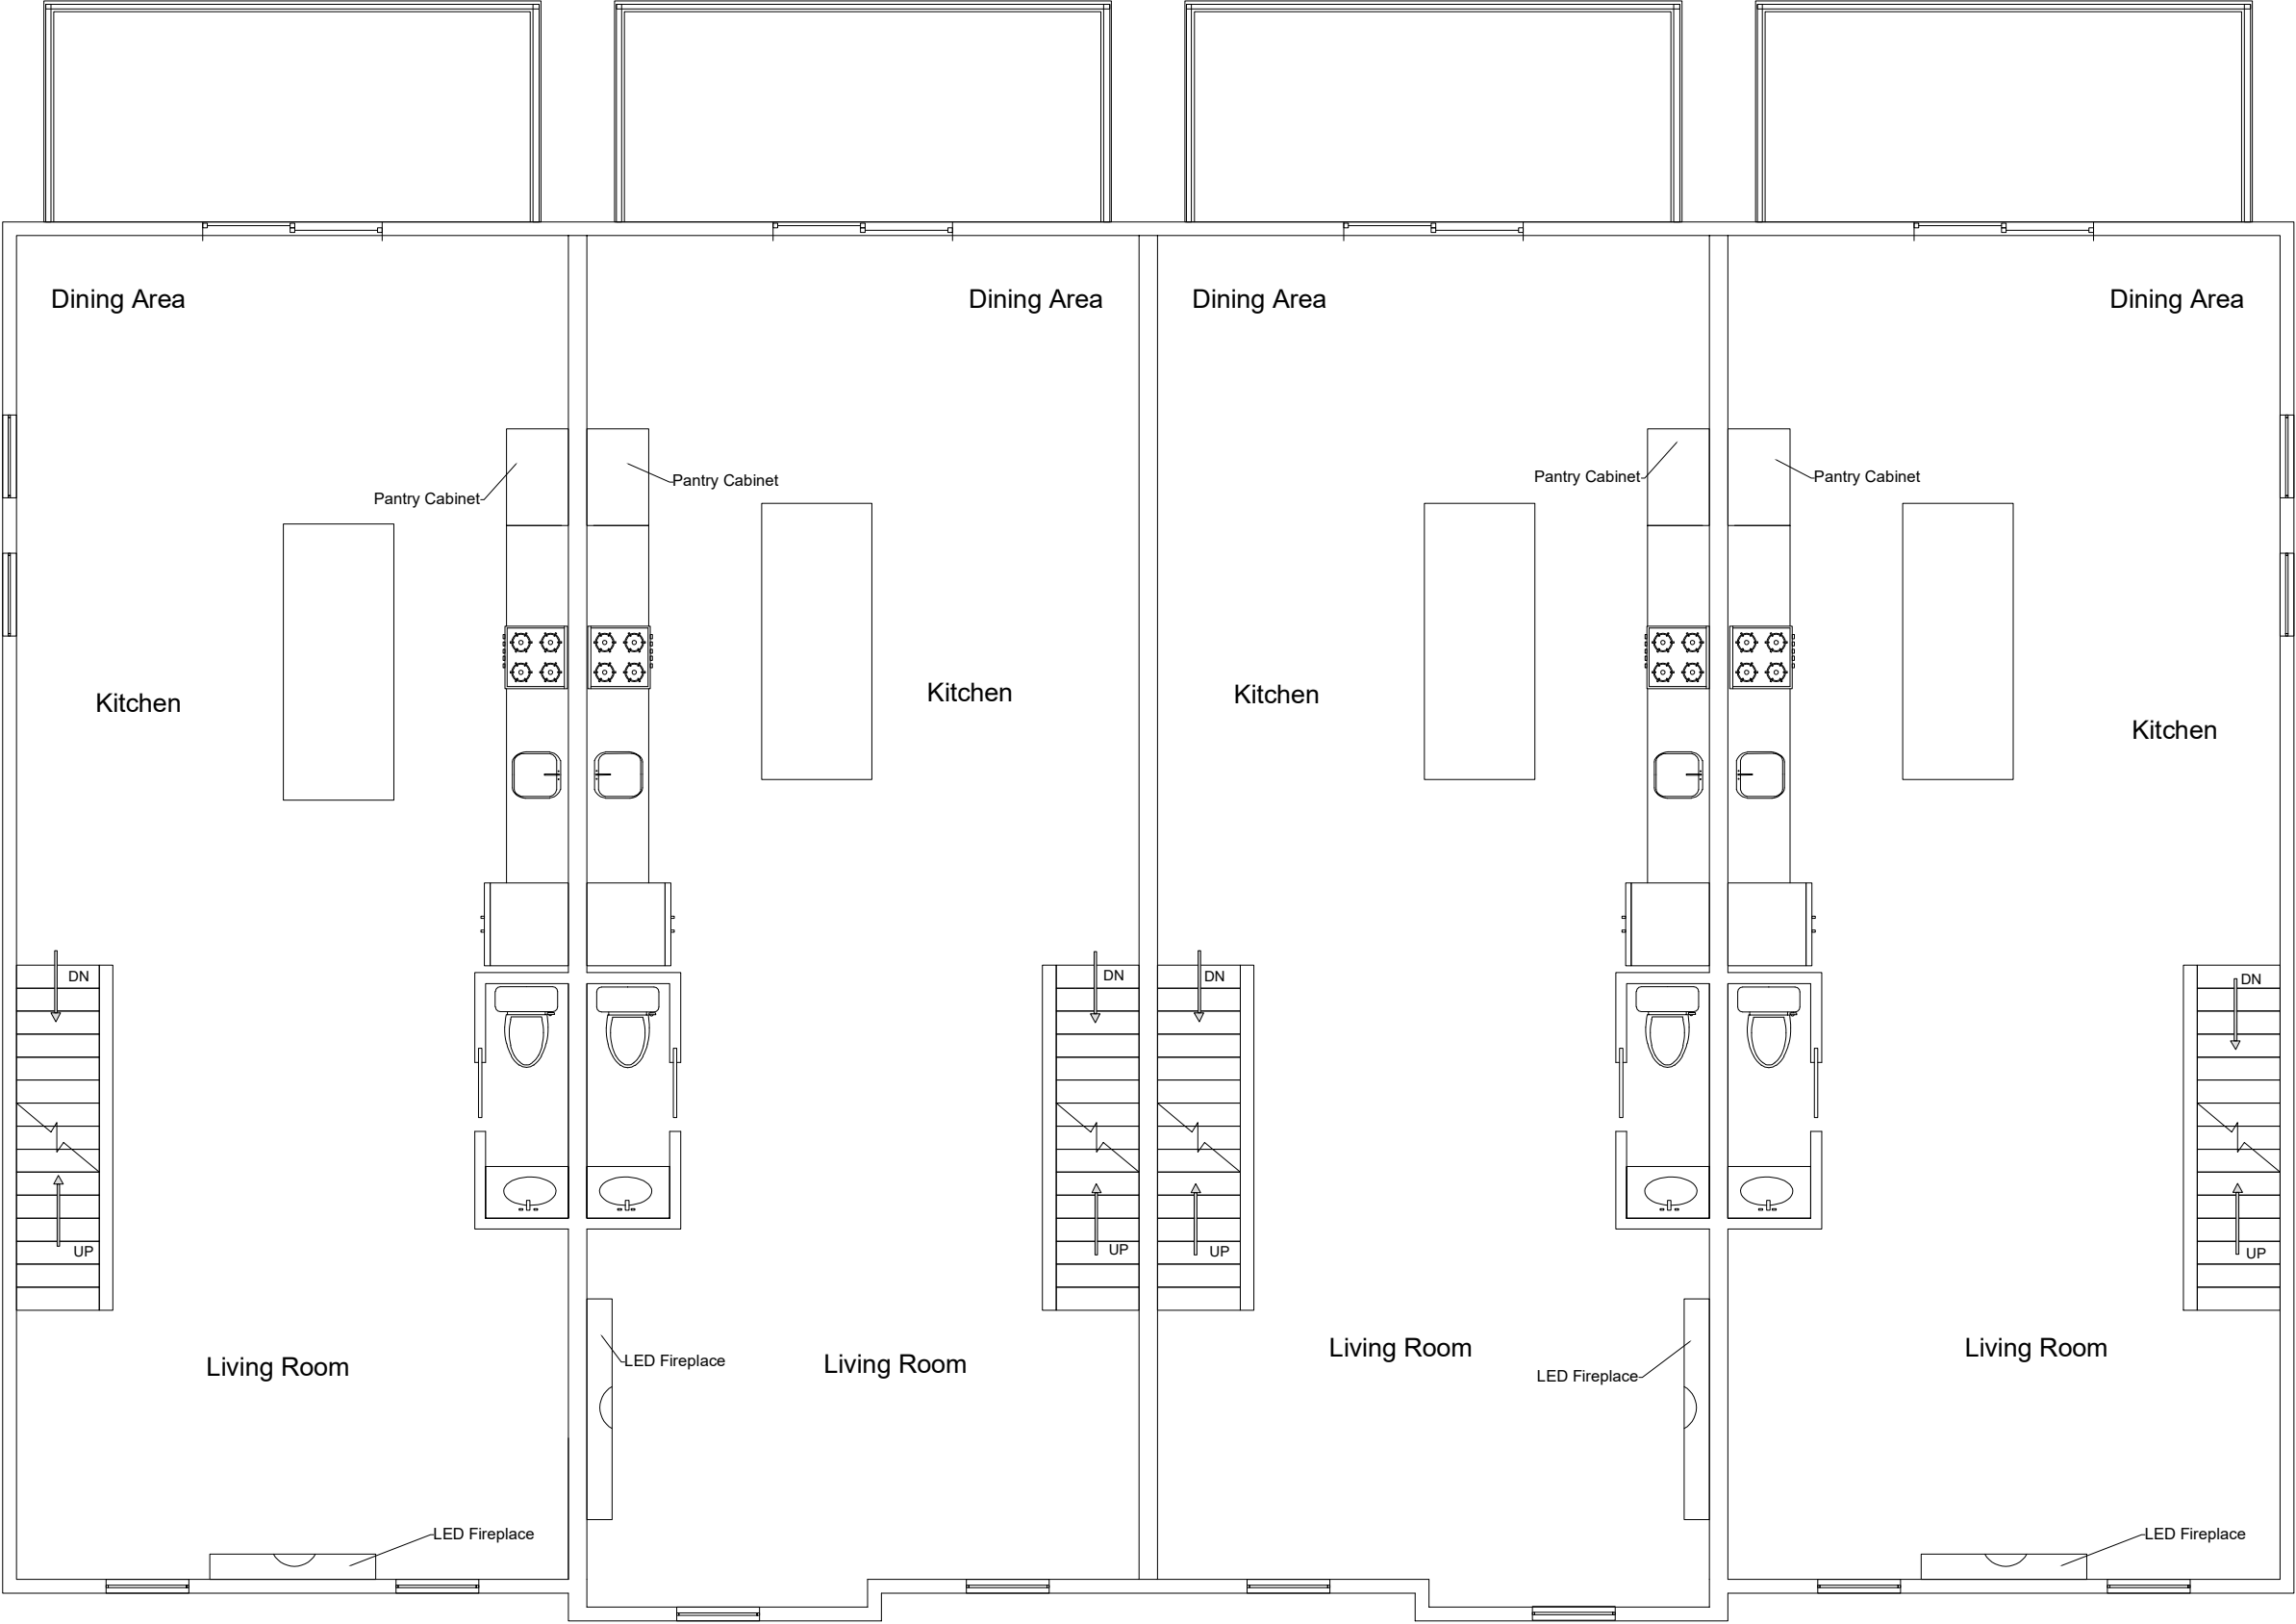 Dining Area
Dining Area
Dining Area
Dining Area
Pantry Cabinet
Pantry Cabinet
Pantry Cabinet
Pantry Cabinet
Kitchen
Kitchen
Kitchen
Kitchen
DN
DN
DN
DN
UP
UP
UP
UP
Living Room
LED Fireplace
Living Room
Living Room
LED Fireplace
Living Room
LED Fireplace
LED Fireplace